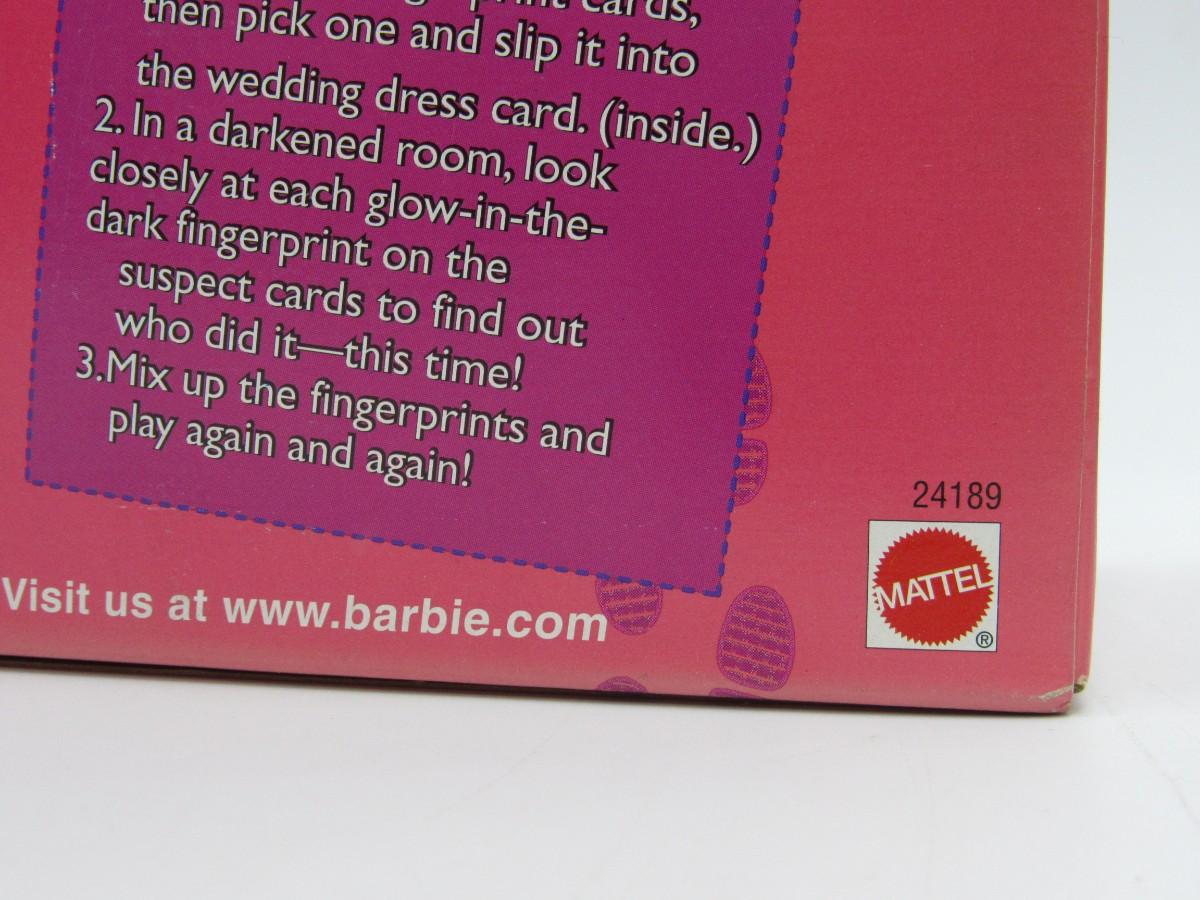 cards,
then pick one and slip it into
the wedding dress card. (inside.)
2. In a darkened room, look
closely at each glow-in-the-
dark fingerprint on the
suspect cards to find out
who did it—this time!
3.Mix up the fingerprints and
play again and again!
24189
MATTEL
®
Visit us at www.barbie.com